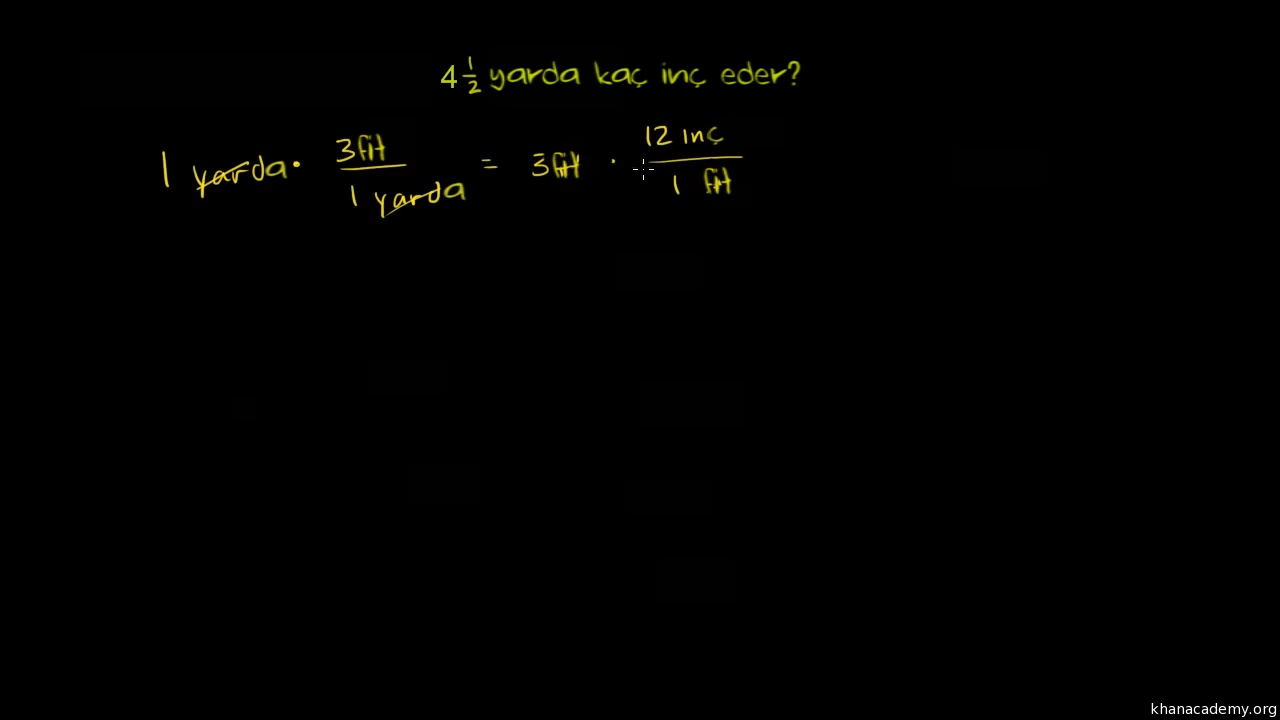 4 1/2 yarda kaç inç eder?
1 yarda · 3 fit / 1 yarda = 3 fit · 12 inç / 1 fit
khanacademy.org